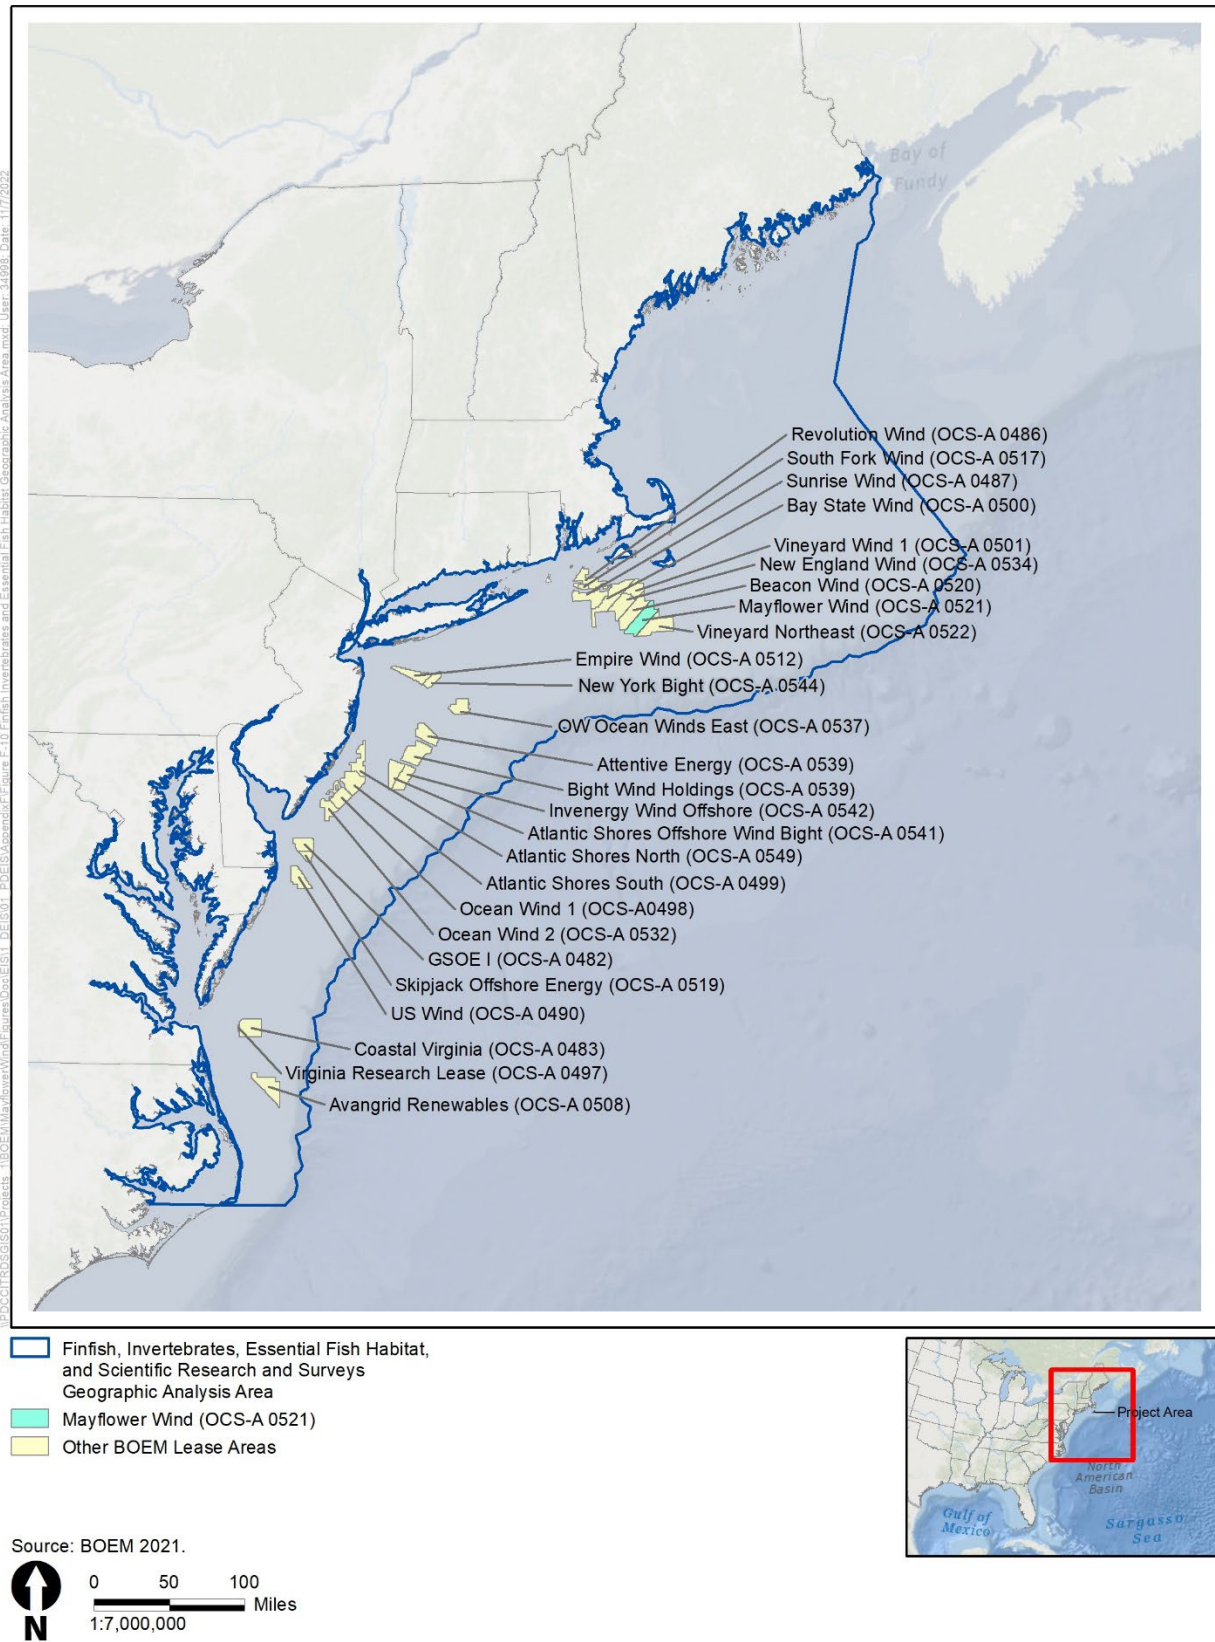 Bay of
Fundy
Revolution Wind (OCS-A 0486)
South Fork Wind (OCS-A 0517)
Sunrise Wind (OCS-A 0487)
Bay State Wind (OCS-A 0500)
Vineyard Wind 1 (OCS-A 0501)
New England Wind (OCS-A 0534)
Beacon Wind (OCS-A 0520)
Mayflower Wind (OCS-A 0521)
Vineyard Northeast (OCS-A 0522)
Empire Wind (OCS-A 0512)
New York Bight (OCS-A 0544)
OW Ocean Winds East (OCS-A 0537)
Attentive Energy (OCS-A 0539)
Bight Wind Holdings (OCS-A 0539)
Invenergy Wind Offshore (OCS-A 0542)
Atlantic Shores Offshore Wind Bight (OCS-A 0541)
Atlantic Shores North (OCS-A 0549)
Atlantic Shores South (OCS-A 0499)
Ocean Wind 1 (OCS-A0498)
Ocean Wind 2 (OCS-A 0532)
GSOE I (OCS-A 0482)
Skipjack Offshore Energy (OCS-A 0519)
US Wind (OCS-A 0490)
Coastal Virginia (OCS-A 0483)
Virginia Research Lease (OCS-A 0497)
Avangrid Renewables (OCS-A 0508)
Finfish, Invertebrates, Essential Fish Habitat,
and Scientific Research and Surveys
Geographic Analysis Area
Mayflower Wind (OCS-A 0521)
Other BOEM Lease Areas
Project Area
North
American
Basin
Gulf of
Mexico
Sargasso
Sea
Source: BOEM 2021.
N
0 50 100
Miles
1:7,000,000